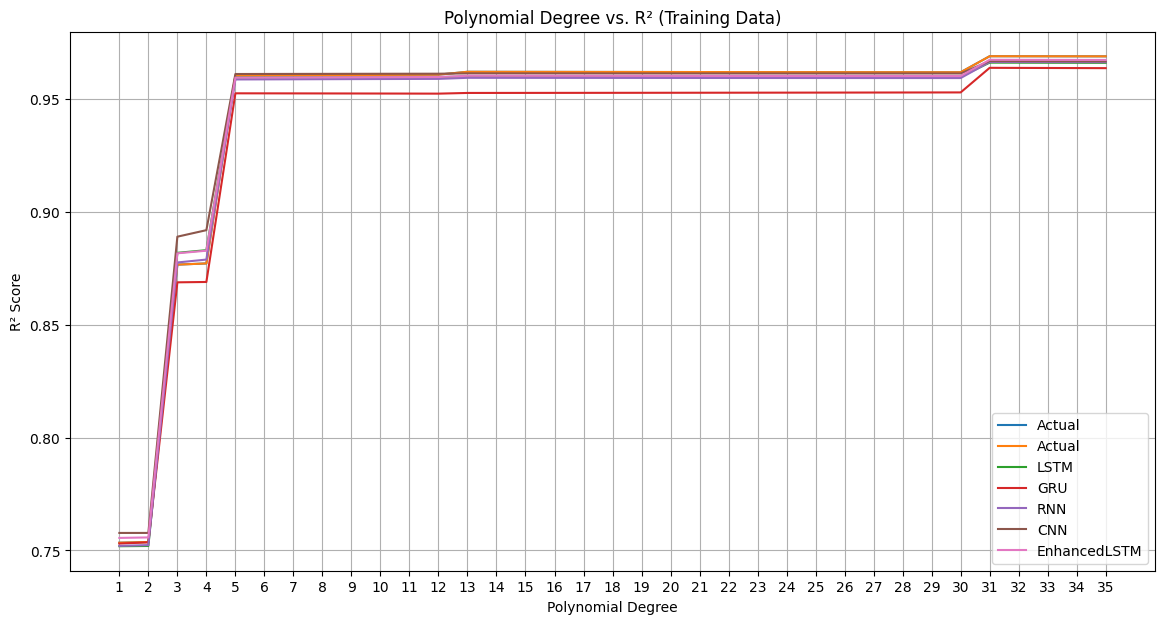 Polynomial Degree vs. R² (Training Data)
R² Score
0.95
0.90
0.85
0.80
0.75
Actual
Actual
LSTM
GRU
RNN
CNN
EnhancedLSTM
1 2 3 4 5 6 7 8 9 10 11 12 13 14 15 16 17 18 19 20 21 22 23 24 25 26 27 28 29 30 31 32 33 34 35
Polynomial Degree